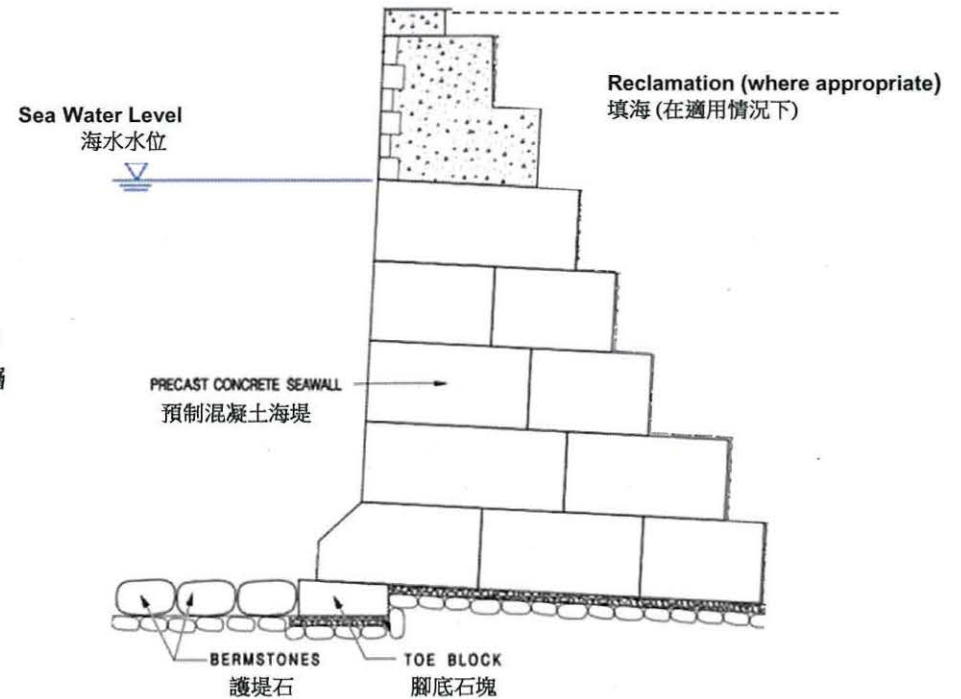 Reclamation (where appropriate)
填海 (在適用情況下)
Sea Water Level
海水水位
PRECAST CONCRETE SEAWALL
預制混凝土海堤
BERMSTONES
護堤石
TOE BLOCK
腳底石塊